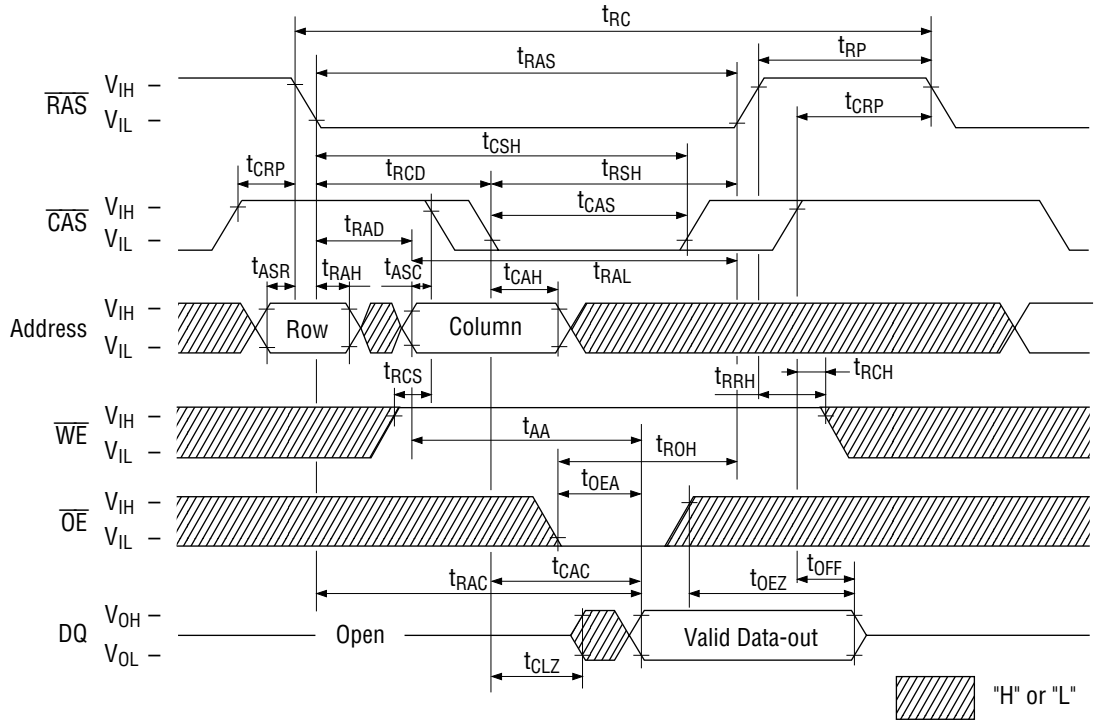 tRC
tRAS
tRP
RAS
VIH
VIL
tCRP
tCSH
tCRP
tRCD
tRSH
CAS
VIH
VIL
tCAS
tRAD
tRAL
tASR
tRAH
tASC
tCAH
Address
VIH
VIL
Row
Column
tRCS
tRRH
tRCH
WE
VIH
VIL
tAA
tROH
tOEA
OE
VIH
VIL
tCAC
tRAC
tOEZ
tOFF
DQ
VOH
VOL
Open
Valid Data-out
tCLZ
"H" or "L"